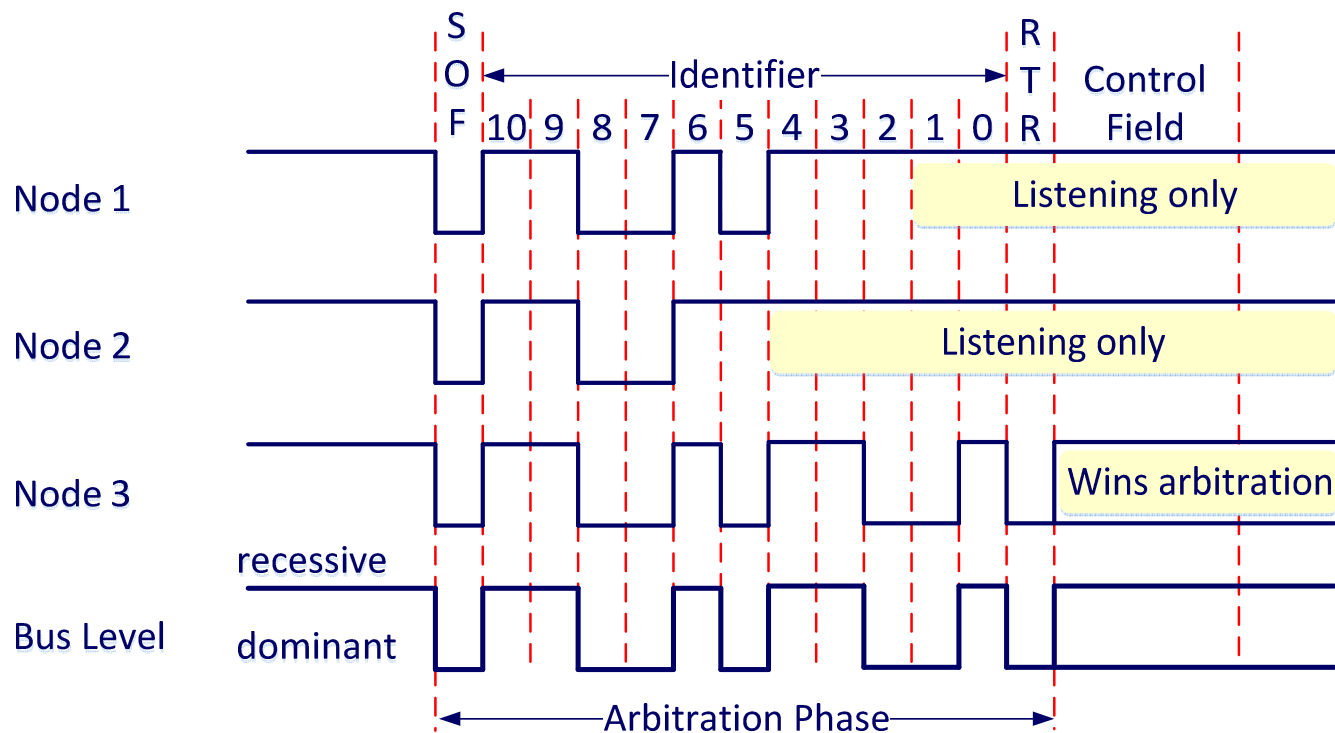 S
O
F
Identifier
R
T
R
Control
Field
10 9 8 7 6 5 4 3 2 1 0
Node 1
Listening only
Node 2
Listening only
Node 3
Wins arbitration
recessive
Bus Level
dominant
Arbitration Phase